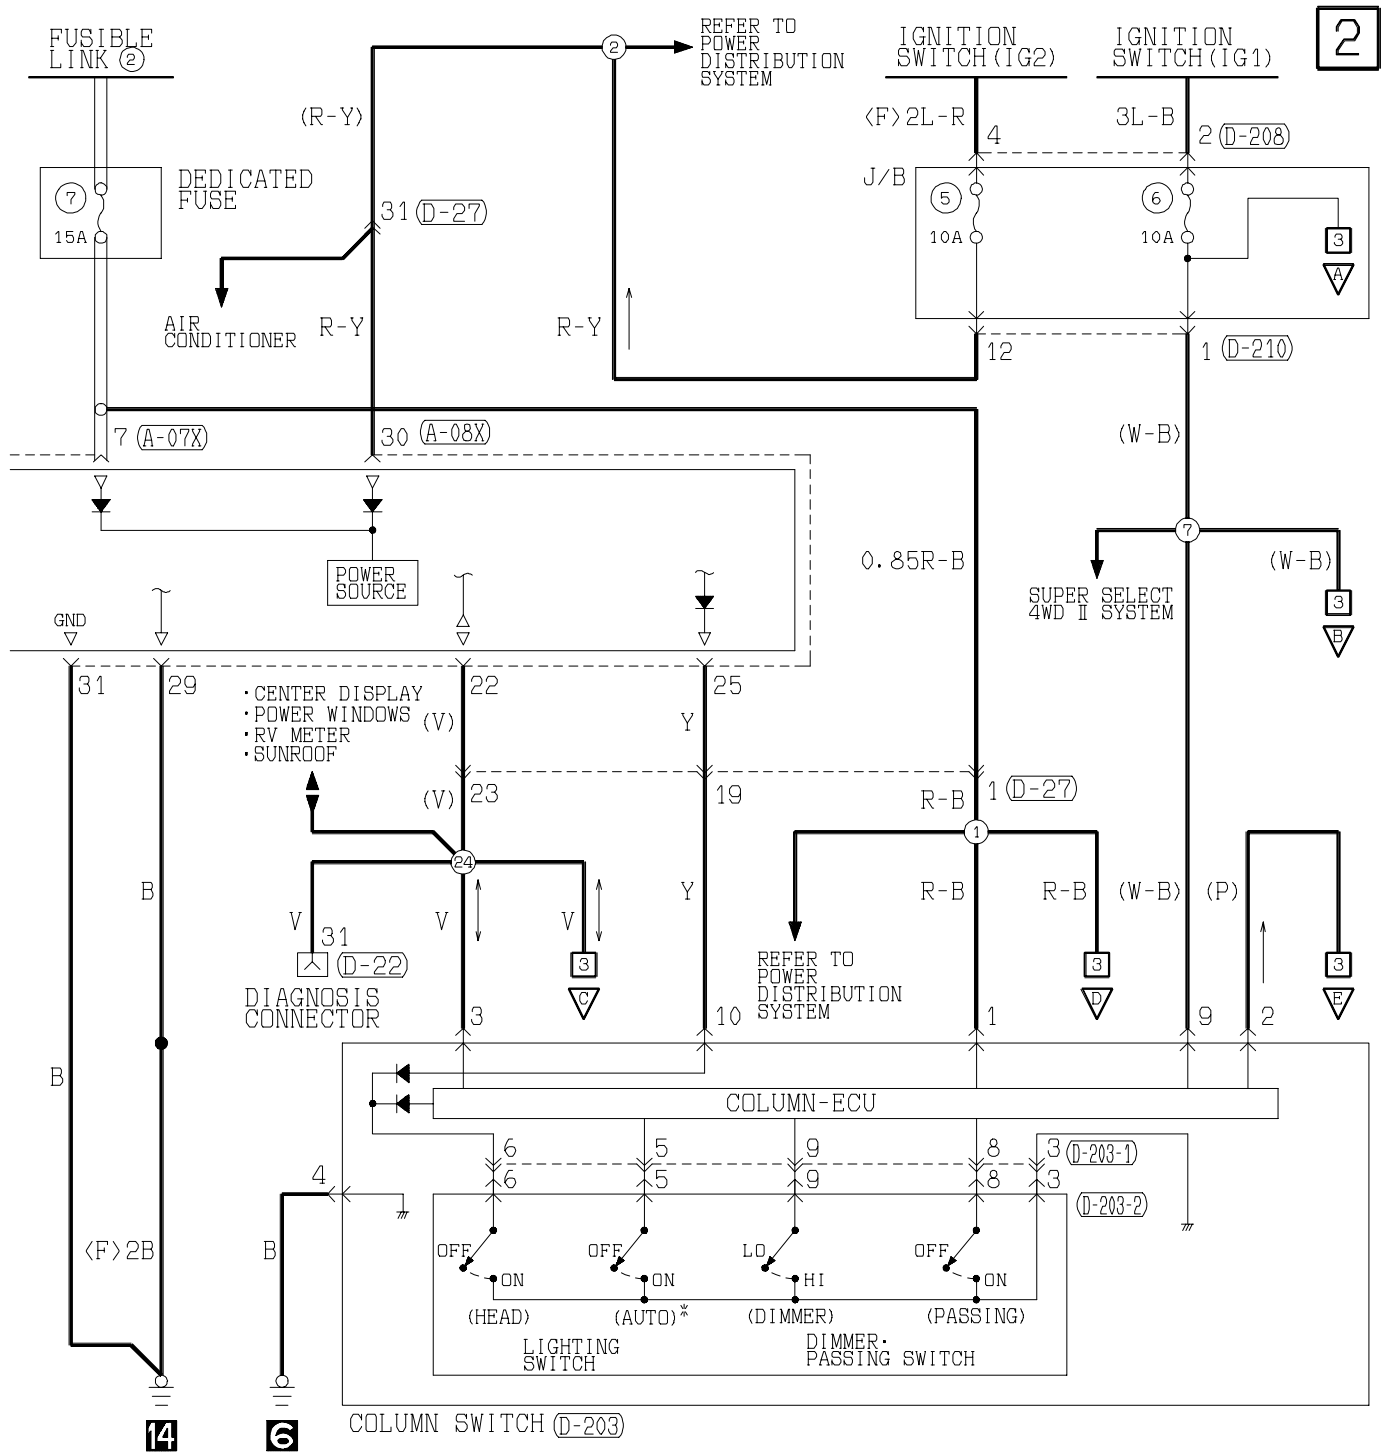 2
FUSIBLE
LINK ②
REFER TO
POWER
DISTRIBUTION
SYSTEM
②
IGNITION
SWITCH(IG2)
IGNITION
SWITCH(IG1)
(R-Y)
〈F〉2L-R
4
3L-B
2 (D-208)
J/B
⑦
15A
DEDICATED
FUSE
31 (D-27)
⑤
10A
⑥
10A
3
A
AIR
CONDITIONER
R-Y
R-Y
12
1 (D-210)
7 (A-07X)
30 (A-08X)
(W-B)
⑦
POWER
SOURCE
0.85R-B
SUPER SELECT
4WD Ⅱ SYSTEM
(W-B)
3
B
GND
31
29
22
25
・CENTER DISPLAY
・POWER WINDOWS
・RV METER
・SUNROOF
(V)
Y
(V)
23
19
R-B
1 (D-27)
①
㉔
B
V
V
V
Y
R-B
R-B
(W-B)
(P)
31
(D-22)
DIAGNOSIS
CONNECTOR
3
C
REFER TO
POWER
DISTRIBUTION
SYSTEM
3
D
3
E
3
10
1
9
2
B
COLUMN-ECU
6
5
9
8
3 (D-203-1)
6
5
9
8
3
(D-203-2)
4
〈F〉2B
B
OFF
ON
OFF
ON
LO
HI
OFF
ON
(HEAD)
(AUTO)*
(DIMMER)
(PASSING)
LIGHTING
SWITCH
DIMMER・
PASSING SWITCH
14
6
COLUMN SWITCH (D-203)